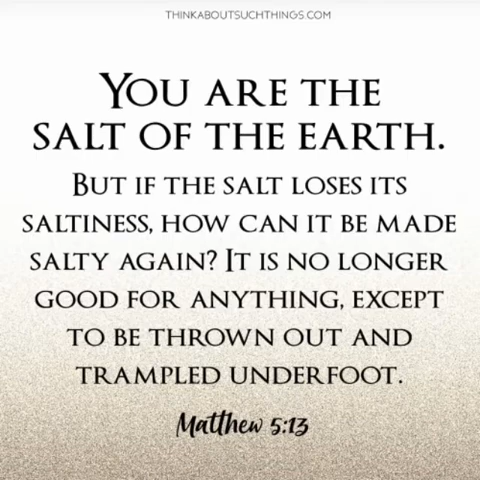 THINKABOUTSUCHTHINGS.COM
YOU ARE THE
SALT OF THE EARTH.
BUT IF THE SALT LOSES ITS
SALTINESS, HOW CAN IT BE MADE
SALTY AGAIN? IT IS NO LONGER
GOOD FOR ANYTHING, EXCEPT
TO BE THROWN OUT AND
TRAMPLED UNDERFOOT.
Matthew 5:13